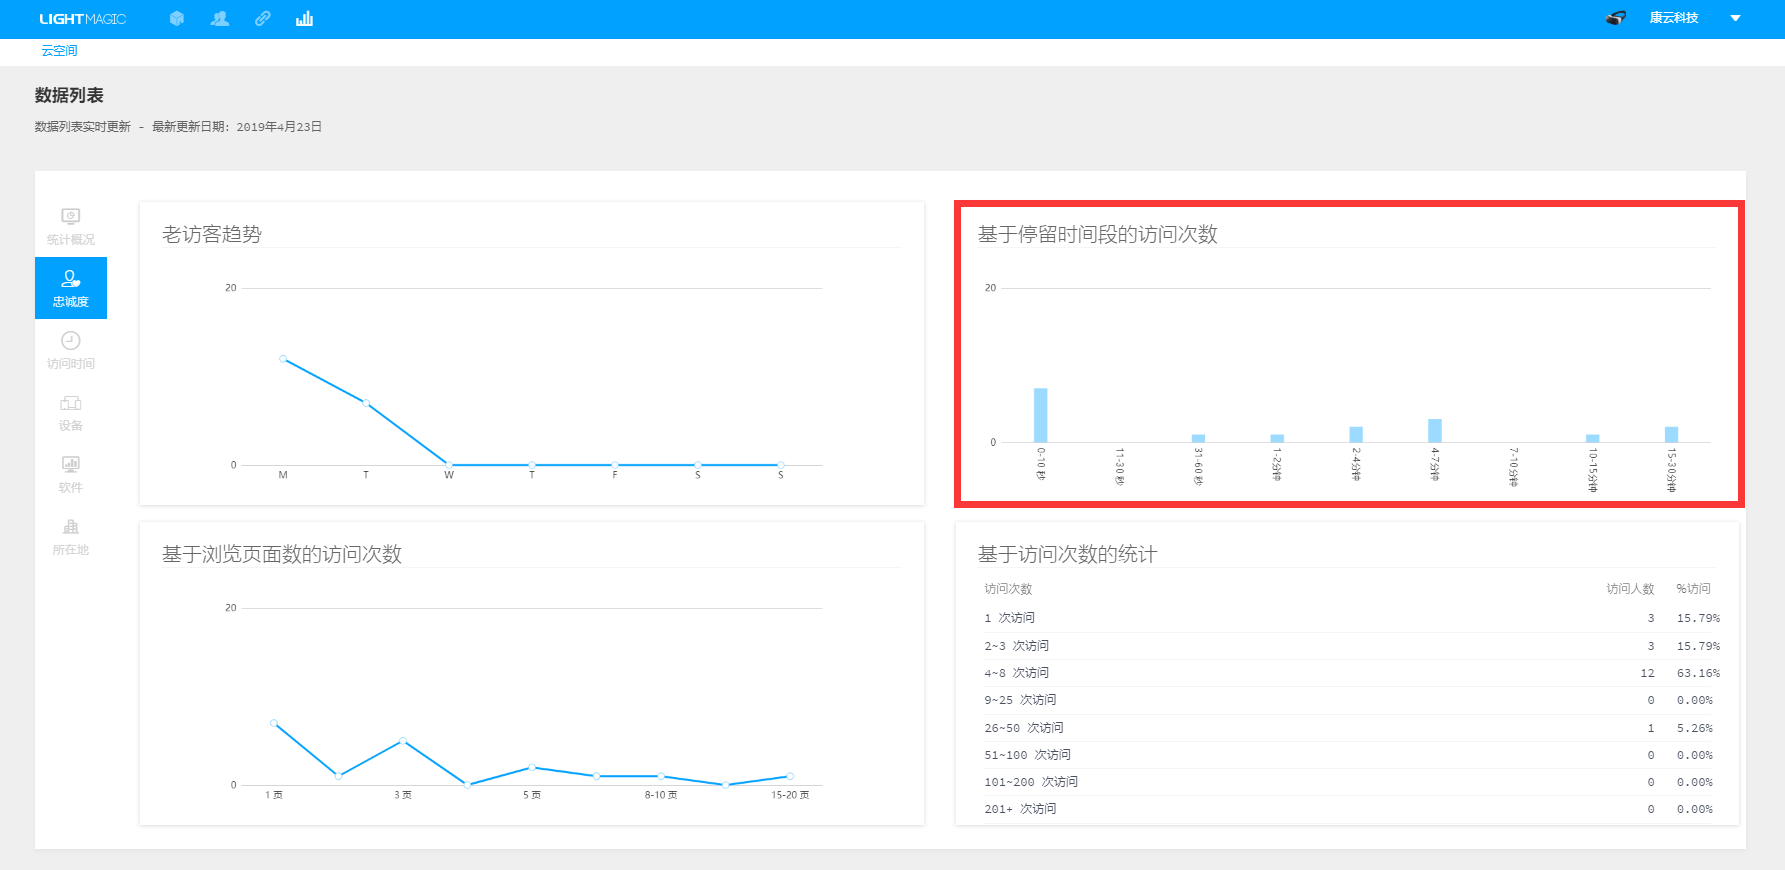 LIGHTMAGIC
康云科技
云空间
数据列表
数据列表实时更新 - 最新更新日期: 2019年4月23日
统计概况
忠诚度
访问时间
设备
软件
所在地
老访客趋势
20
0
M T W T F S S
基于停留时间段的访问次数
20
0
0-10 秒 11-30 秒 31-60 秒 1-2分钟 2-4分钟 4-7分钟 7-10分钟 10-15分钟 15-30分钟
基于浏览页面数的访问次数
20
0
1 页 3 页 5 页 8-10 页 15-20 页
基于访问次数的统计
访问次数 访问人数 %访问
1 次访问 3 15.79%
2~3 次访问 3 15.79%
4~8 次访问 12 63.16%
9~25 次访问 0 0.00%
26~50 次访问 1 5.26%
51~100 次访问 0 0.00%
101~200 次访问 0 0.00%
201+ 次访问 0 0.00%